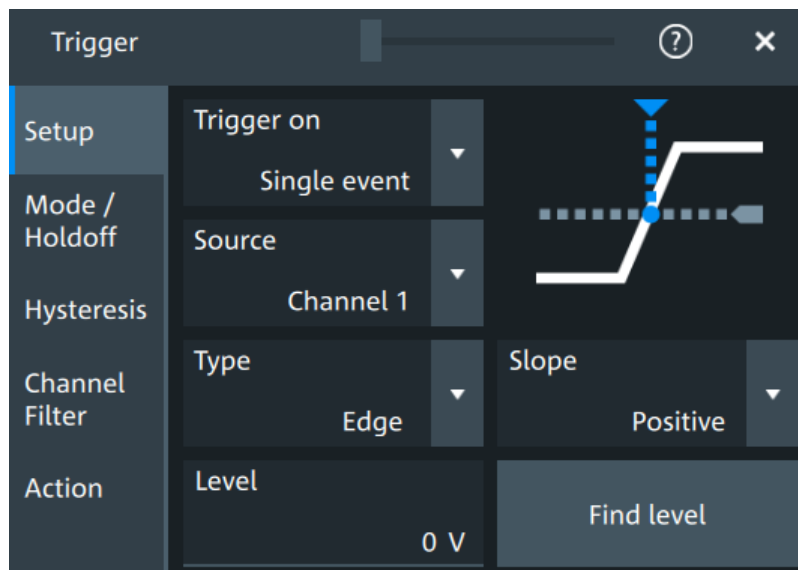 Trigger
?
Setup
Mode /
Holdoff
Hysteresis
Channel
Filter
Action
Trigger on
Single event
Source
Channel 1
Type
Edge
Slope
Positive
Level
0 V
Find level